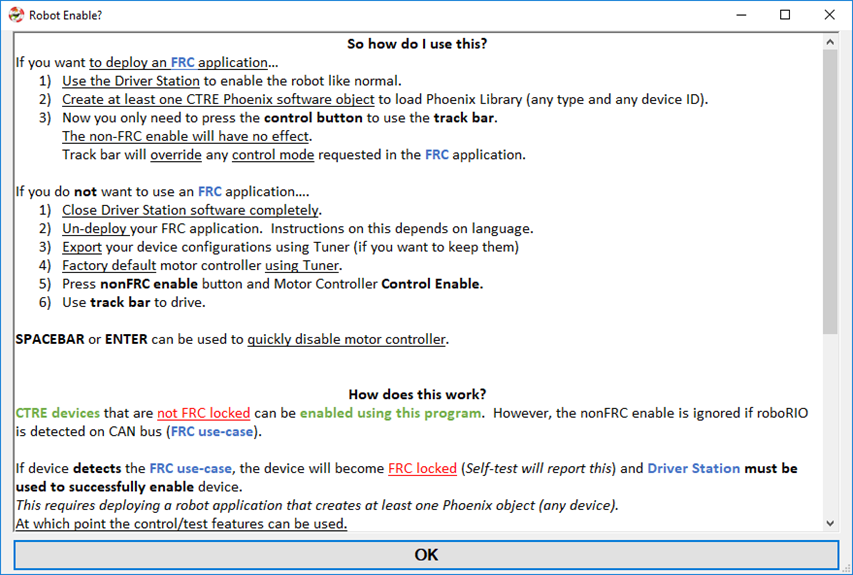 Robot Enable?
So how do I use this?
If you want to deploy an FRC application...
1) Use the Driver Station to enable the robot like normal.
2) Create at least one CTRE Phoenix software object to load Phoenix Library (any type and any device ID).
3) Now you only need to press the control button to use the track bar.
The non-FRC enable will have no effect.
Track bar will override any control mode requested in the FRC application.
If you do not want to use an FRC application....
1) Close Driver Station software completely.
2) Un-deploy your FRC application.  Instructions on this depends on language.
3) Export your device configurations using Tuner (if you want to keep them)
4) Factory default motor controller using Tuner.
5) Press nonFRC enable button and Motor Controller Control Enable.
6) Use track bar to drive.
SPACEBAR or ENTER can be used to quickly disable motor controller.
How does this work?
CTRE devices that are not FRC locked can be enabled using this program.  However, the nonFRC enable is ignored if roboRIO
is detected on CAN bus (FRC use-case).
If device detects the FRC use-case, the device will become FRC locked (Self-test will report this) and Driver Station must be
used to successfully enable device.
This requires deploying a robot application that creates at least one Phoenix object (any device).
At which point the control/test features can be used.
OK